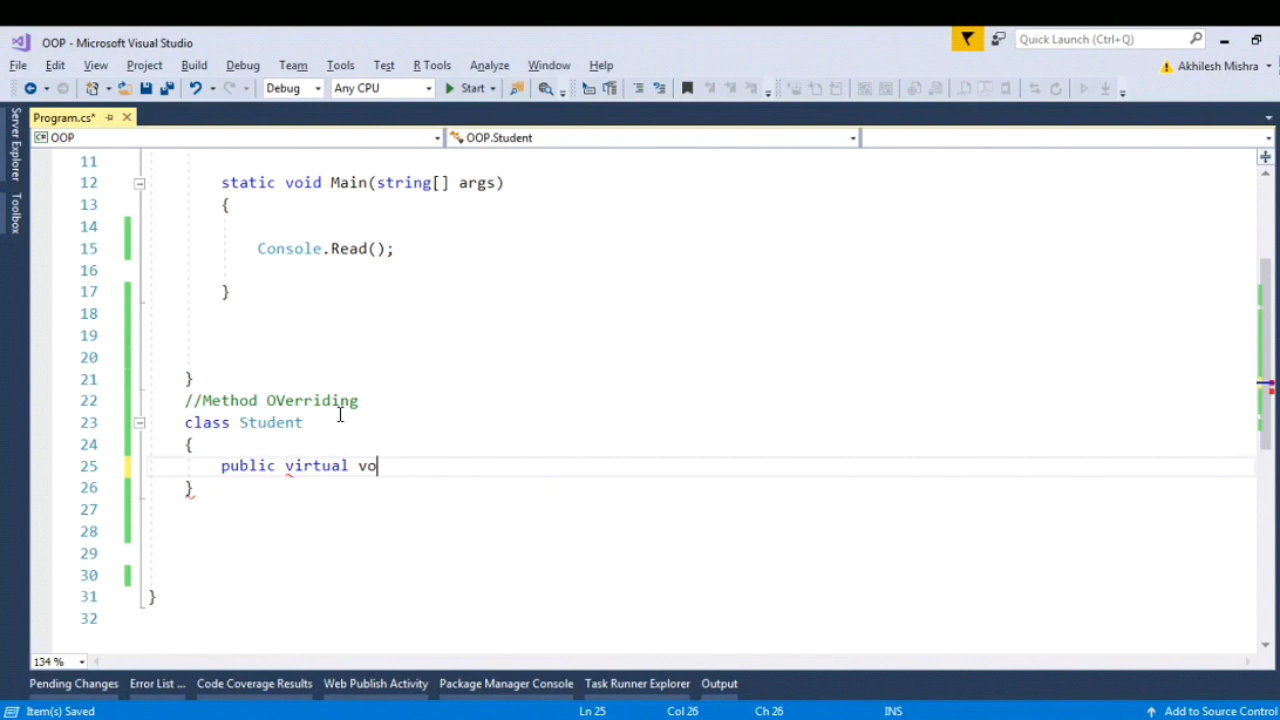 OOP - Microsoft Visual Studio
Quick Launch (Ctrl+Q)
File Edit View Project Build Debug Team Tools Test R Tools Analyze Window Help
Akhilesh Mishra
Debug Any CPU Start
Server Explorer
Toolbox
Program.cs*
OOP OOP.Student
11
12 static void Main(string[] args)
13 {
14
15 Console.Read();
16
17 }
18
19
20
21 }
22 //Method OVerriding
23 class Student
24 {
25 public virtual vo
26 }
27
28
29
30
31 }
32
134 %
Pending Changes Error List ... Code Coverage Results Web Publish Activity Package Manager Console Task Runner Explorer Output
Item(s) Saved Ln 25 Col 26 Ch 26 INS Add to Source Control